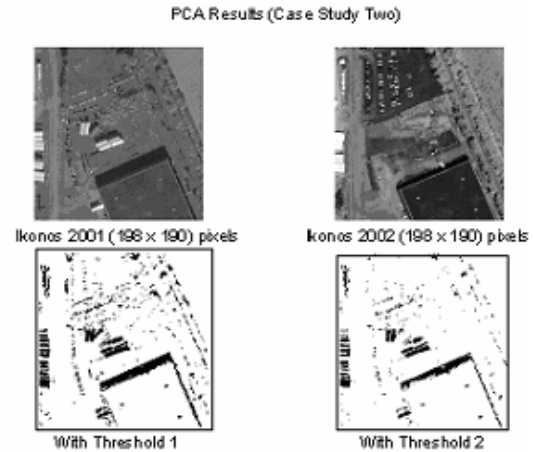 PCA Results (Case Study Two)
Ikonos 2001 (198 x 190) pixels
Ikonos 2002 (198 x 190) pixels
With Threshold 1
With Threshold 2